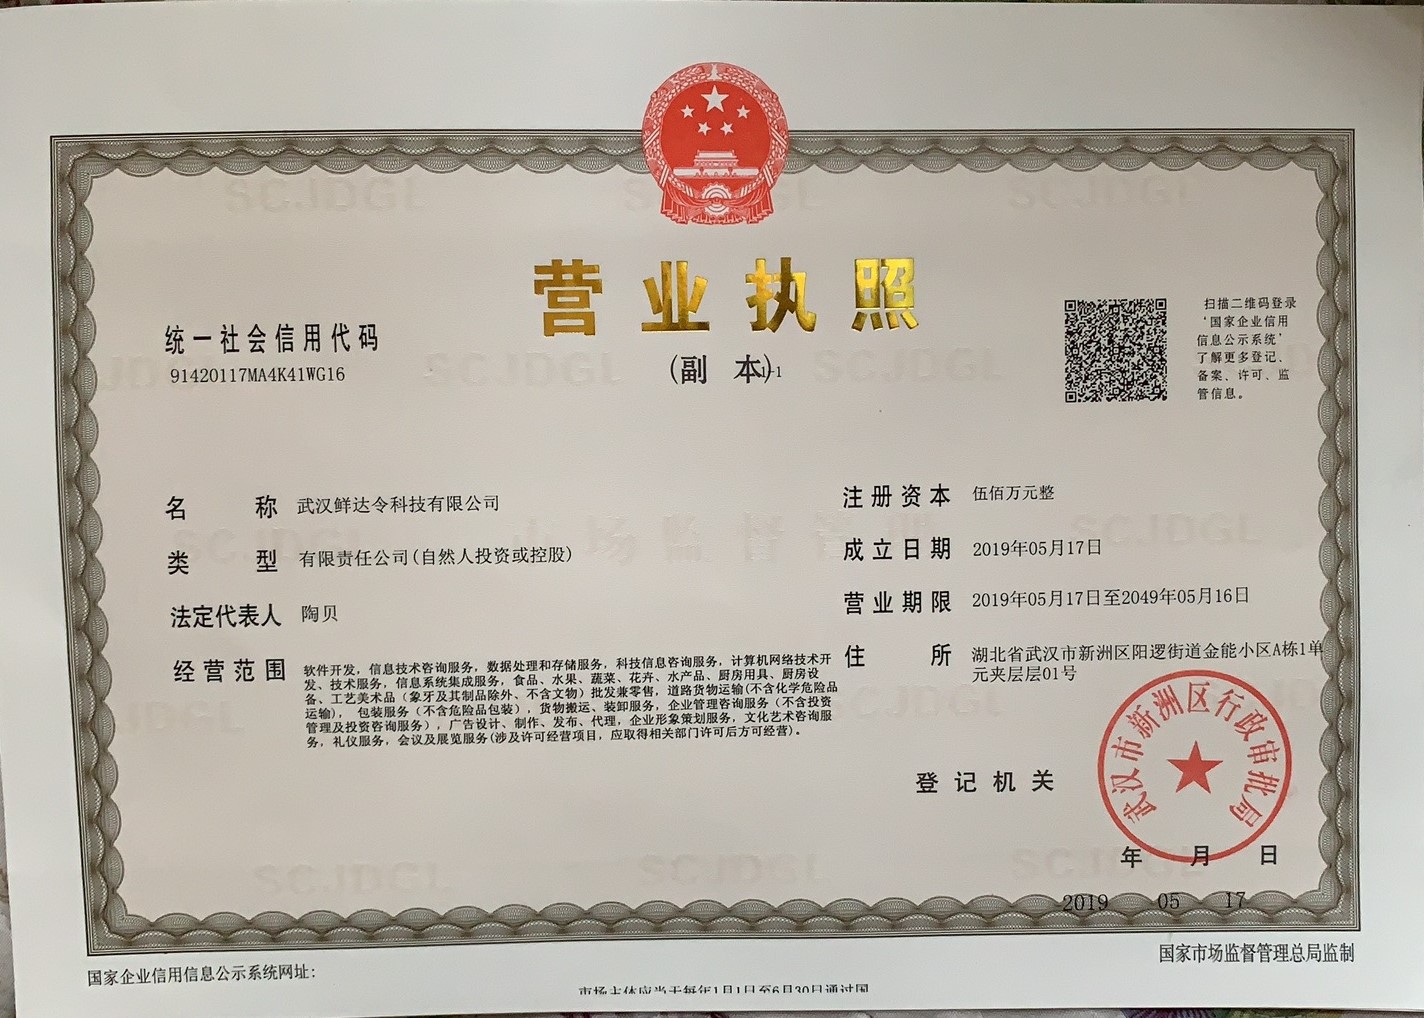 营业执照
(副 本)1-1
统一社会信用代码
91420117MA4K41WG16
扫描二维码登录
‘国家企业信用
信息公示系统’
了解更多登记、
备案、许可、监
管信息。
名 称 武汉鲜达令科技有限公司
类 型 有限责任公司(自然人投资或控股)
法定代表人 陶贝
经营范围 软件开发，信息技术咨询服务，数据处理和存储服务，科技信息咨询服务，计算机网络技术开
发、技术服务，信息系统集成服务，食品、水果、蔬菜、花卉、水产品、厨房用具、厨房设
备、工艺美术品（象牙及其制品除外、不含文物）批发兼零售，道路货物运输(不含化学危险品
运输)， 包装服务（不含危险品包装），货物搬运、装卸服务，企业管理咨询服务（不含投资
管理及投资咨询服务），广告设计、制作、发布、代理，企业形象策划服务，文化艺术咨询服
务，礼仪服务，会议及展览服务(涉及许可经营项目，应取得相关部门许可后方可经营)。
注册资本 伍佰万元整
成立日期 2019年05月17日
营业期限 2019年05月17日至2049年05月16日
住 所 湖北省武汉市新洲区阳逻街道金能小区A栋1单
元夹层层01号
登记机关
武汉市新洲区行政审批局
年 月 日
2019 05 17
国家企业信用信息公示系统网址：
市场主体应当于每年1月1日至6月30日通过国
国家市场监督管理总局监制
SCJDGL
市场监督管理